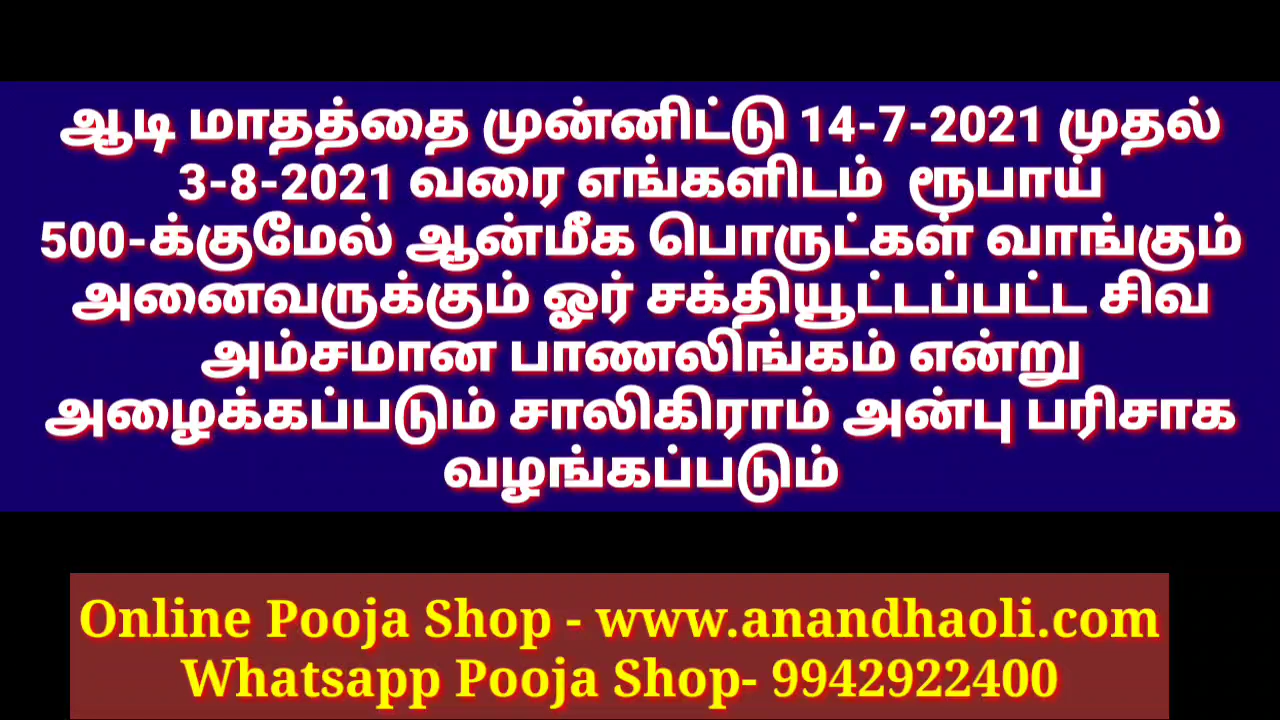 ஆடி மாதத்தை முன்னிட்டு 14-7-2021 முதல்
3-8-2021 வரை எங்களிடம் ரூபாய்
500-க்குமேல் ஆன்மீக பொருட்கள் வாங்கும்
அனைவருக்கும் ஓர் சக்தியூட்டப்பட்ட சிவ
அம்சமான பாணலிங்கம் என்று
அழைக்கப்படும் சாலிகிராம் அன்பு பரிசாக
வழங்கப்படும்
Online Pooja Shop - www.anandhaoli.com
Whatsapp Pooja Shop- 9942922400